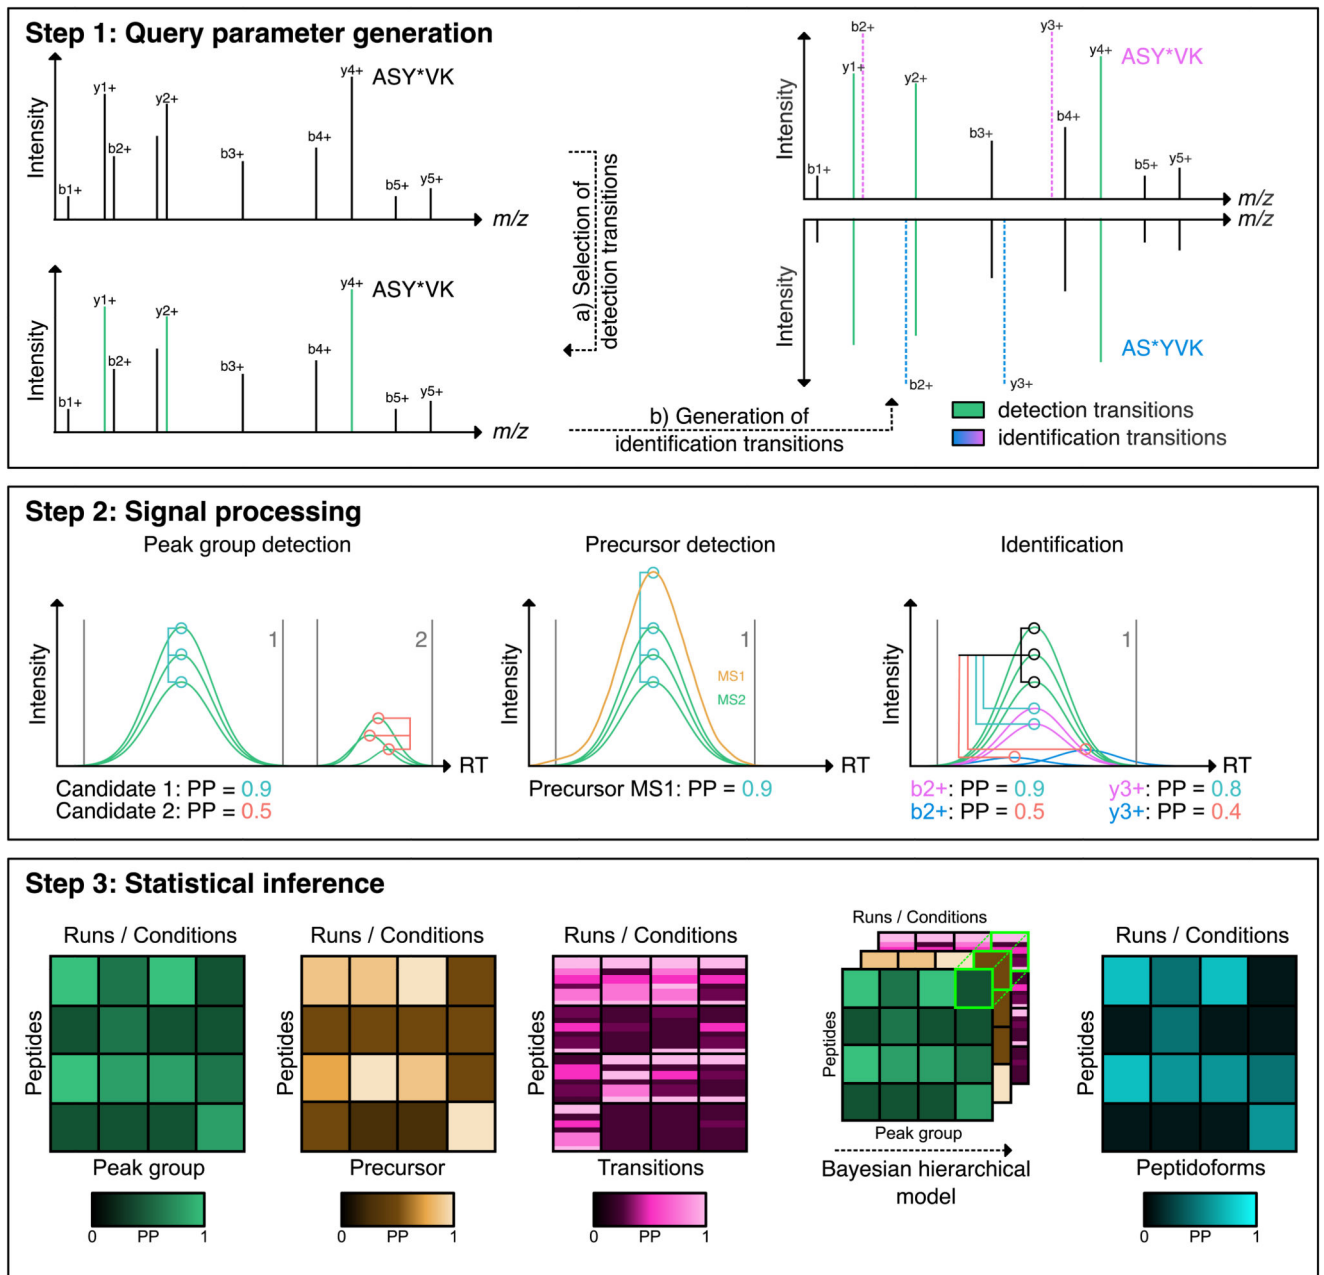 Step 1: Query parameter generation
Intensity
b1+
y1+
b2+
y2+
b3+
b4+
y4+
ASY*VK
b5+
y5+
m/z
a) Selection of
detection transitions
Intensity
b1+
y1+
b2+
y2+
b3+
b4+
y4+
ASY*VK
b5+
y5+
m/z
b) Generation of
identification transitions
Intensity
b1+
y1+
b2+
y2+
b3+
y3+
b4+
y4+
ASY*VK
b5+
y5+
m/z
m/z
Intensity
b2+
y3+
AS*YVK
detection transitions
identification transitions
Step 2: Signal processing
Peak group detection
Intensity
1
2
RT
Candidate 1: PP = 0.9
Candidate 2: PP = 0.5
Precursor detection
Intensity
1
MS1
MS2
RT
Precursor MS1: PP = 0.9
Identification
Intensity
1
RT
b2+: PP = 0.9
y3+: PP = 0.8
b2+: PP = 0.5
y3+: PP = 0.4
Step 3: Statistical inference
Runs / Conditions
Peptides
Peak group
0 PP 1
Runs / Conditions
Peptides
Precursor
0 PP 1
Runs / Conditions
Peptides
Transitions
0 PP 1
Runs / Conditions
Peptides
Peak group
Bayesian hierarchical
model
Runs / Conditions
Peptides
Peptidoforms
0 PP 1